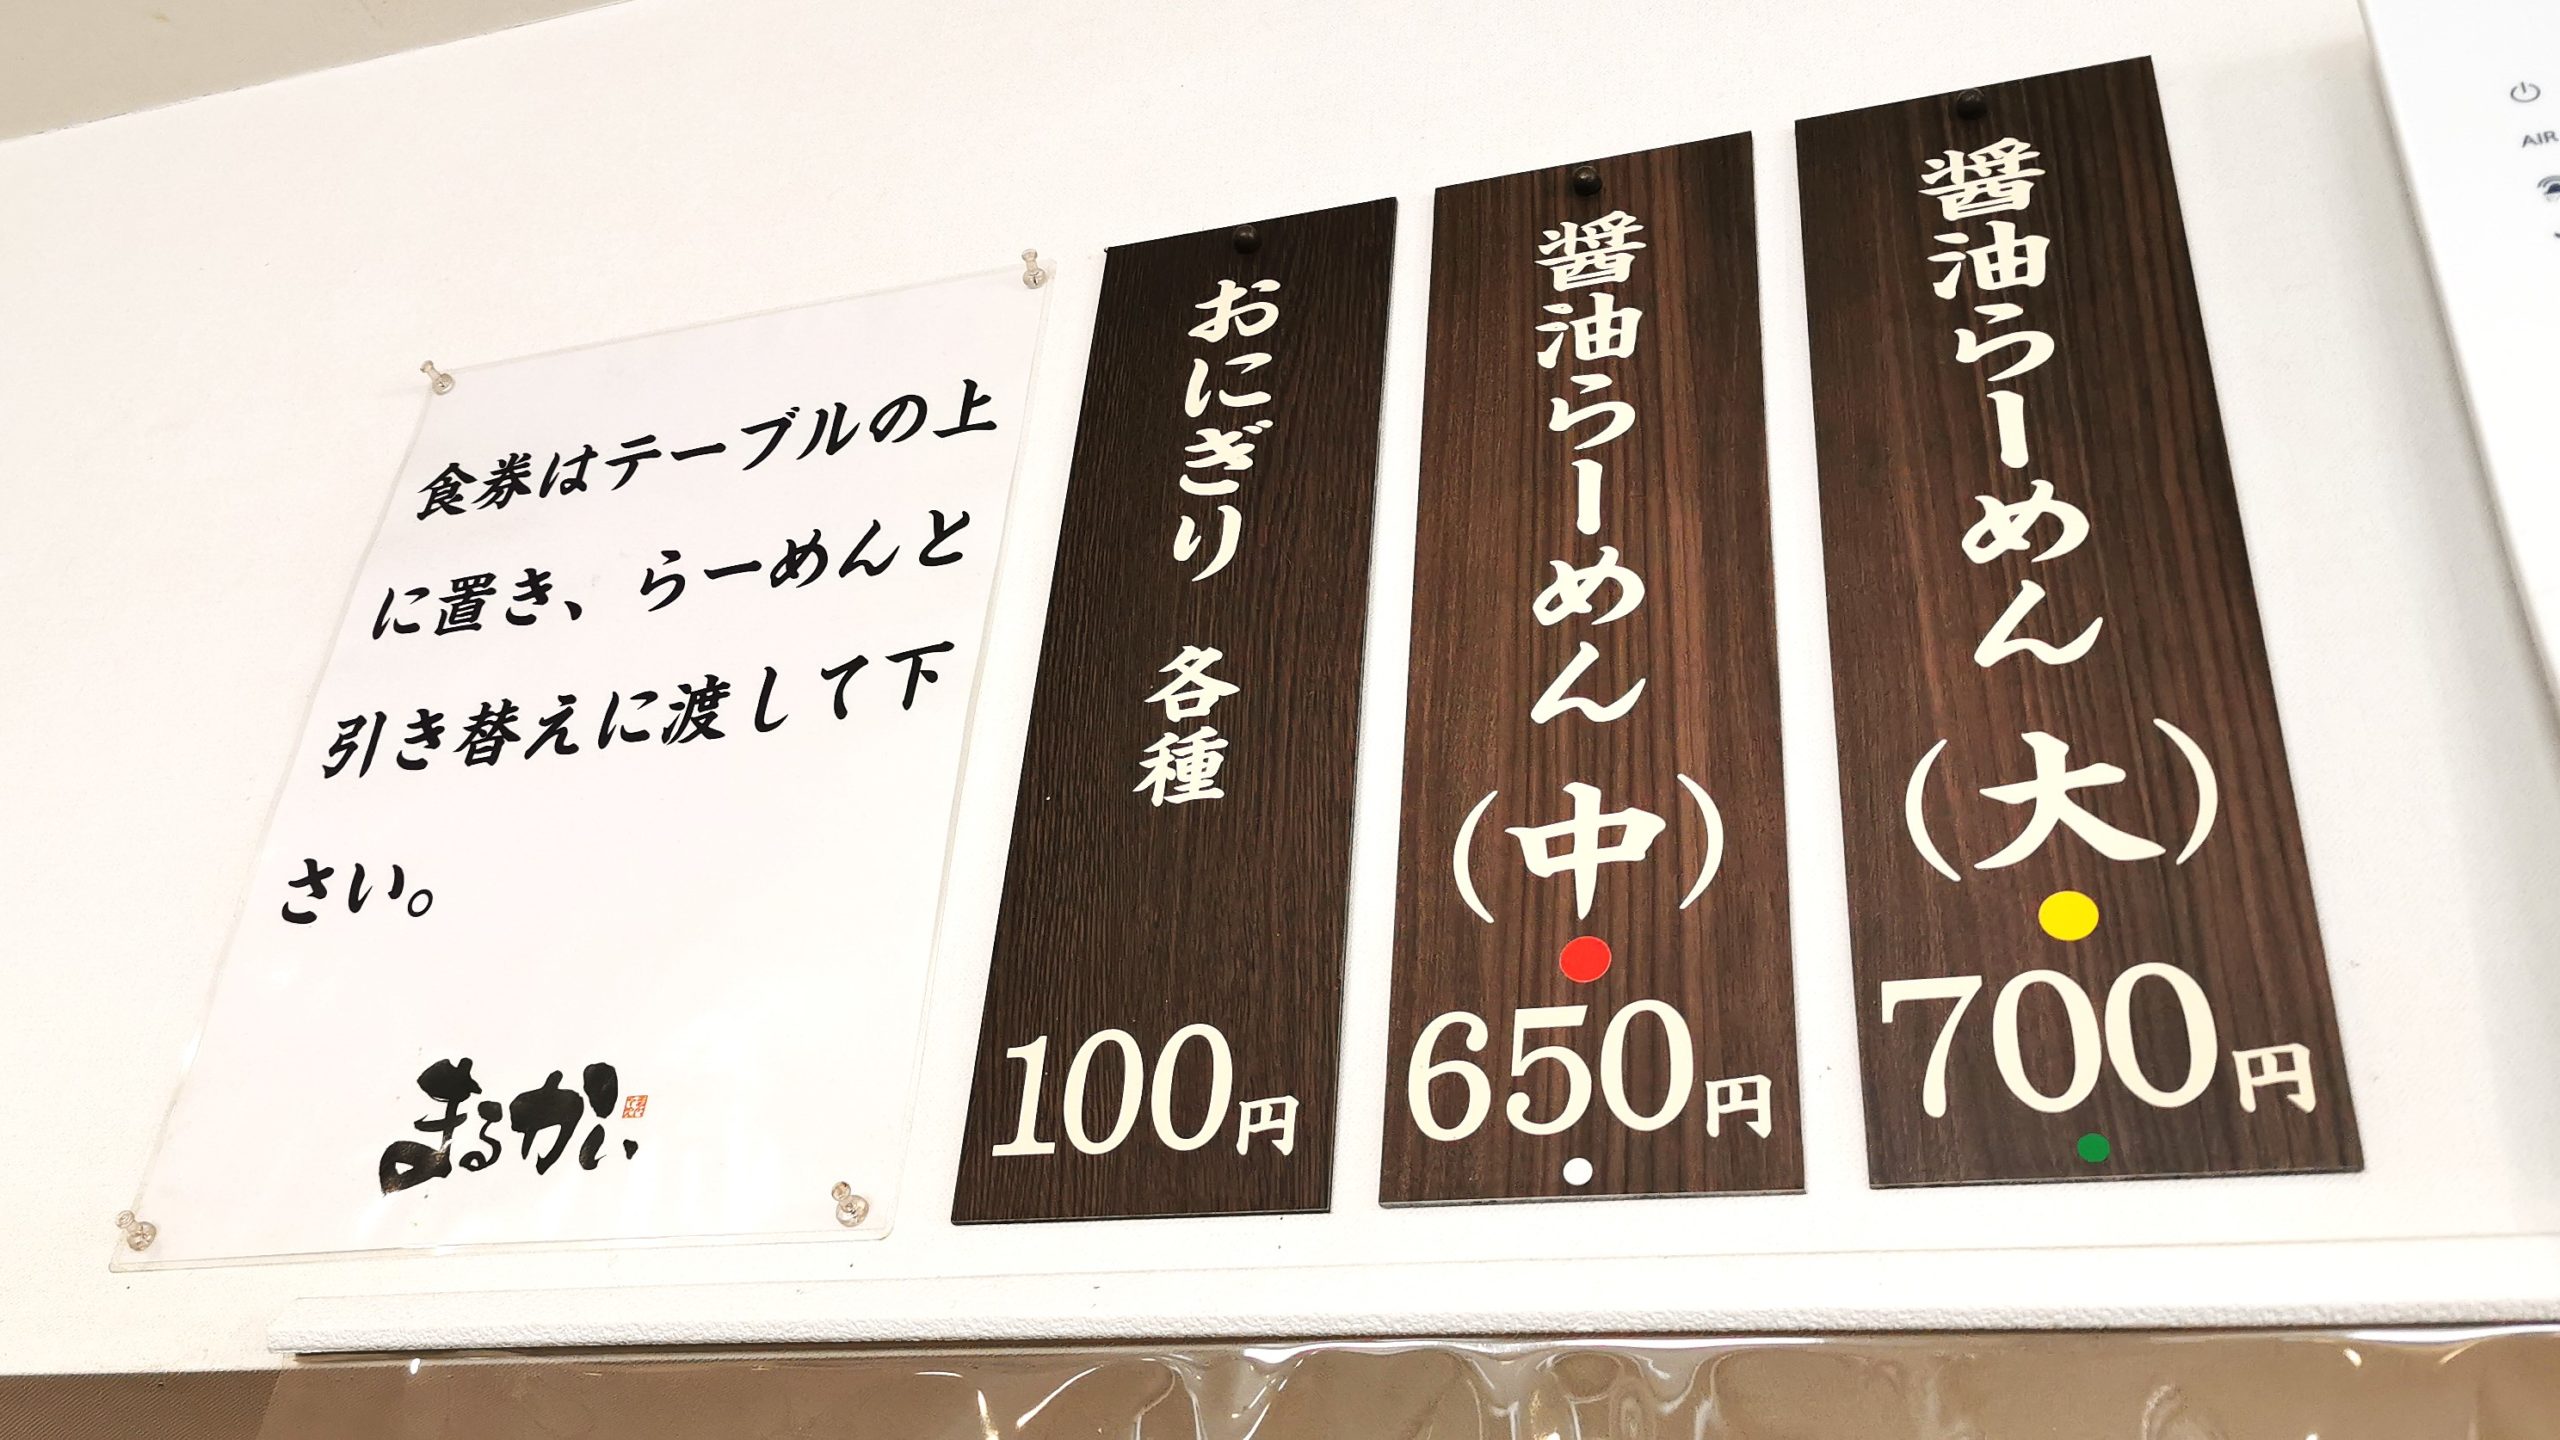 食券はテーブルの上
に置き、らーめんと
引き替えに渡して下
さい。
まるかい
おにぎり 各種
100円
醤油らーめん
(中)
650円
醤油らーめん
(大)
700円
AIR